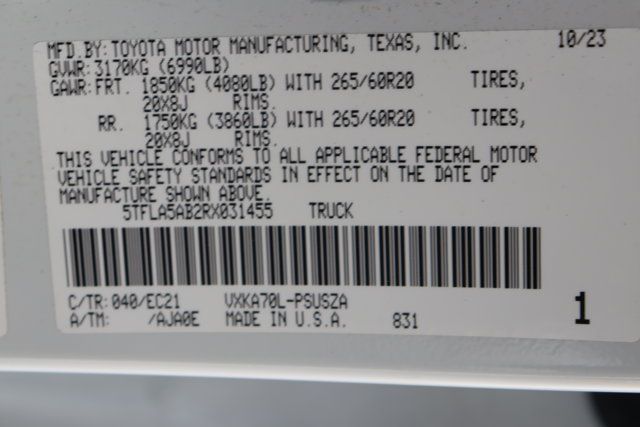 MFD.BY:TOYOTA MOTOR MANUFACTURING, TEXAS, INC. 10/23
GVWR:3170KG (6990LB)
GAWR:FRT. 1850KG (4080LB) WITH 265/60R20 TIRES,
20X8J RIMS.
RR. 1750KG (3860LB) WITH 265/60R20 TIRES,
20X8J RIMS.
THIS VEHICLE CONFORMS TO ALL APPLICABLE FEDERAL MOTOR
VEHICLE SAFETY STANDARDS IN EFFECT ON THE DATE OF
MANUFACTURE SHOWN ABOVE.
5TFLA5AB2RX031455 TRUCK
C/TR:040/EC21 VXKA70L-PSUSZA
A/TM: /AJA0E MADE IN U.S.A. 831 1